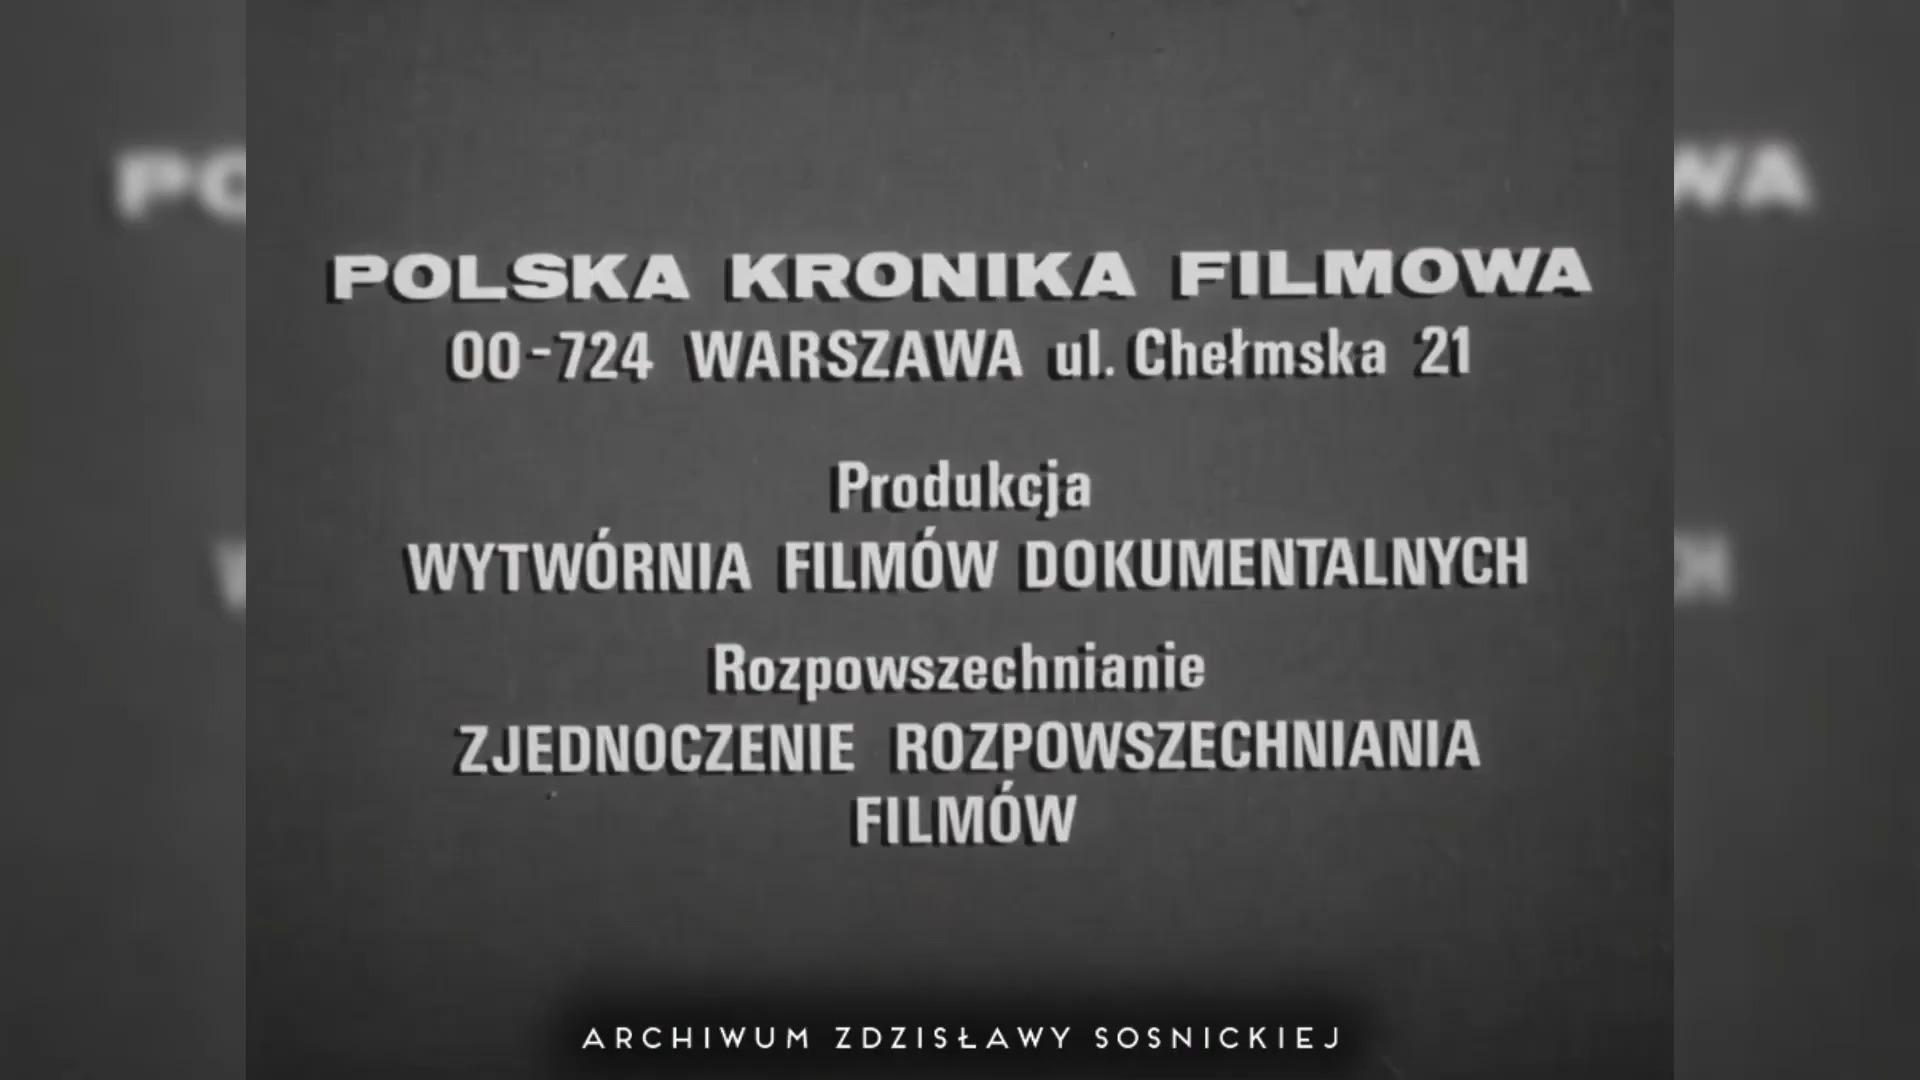 POLSKA KRONIKA FILMOWA
00-724 WARSZAWA ul. Chełmska 21
Produkcja
WYTWÓRNIA FILMÓW DOKUMENTALNYCH
Rozpowszechnianie
ZJEDNOCZENIE ROZPOWSZECHNIANIA
FILMÓW
ARCHIWUM ZDZISŁAWY SOSNICKIEJ